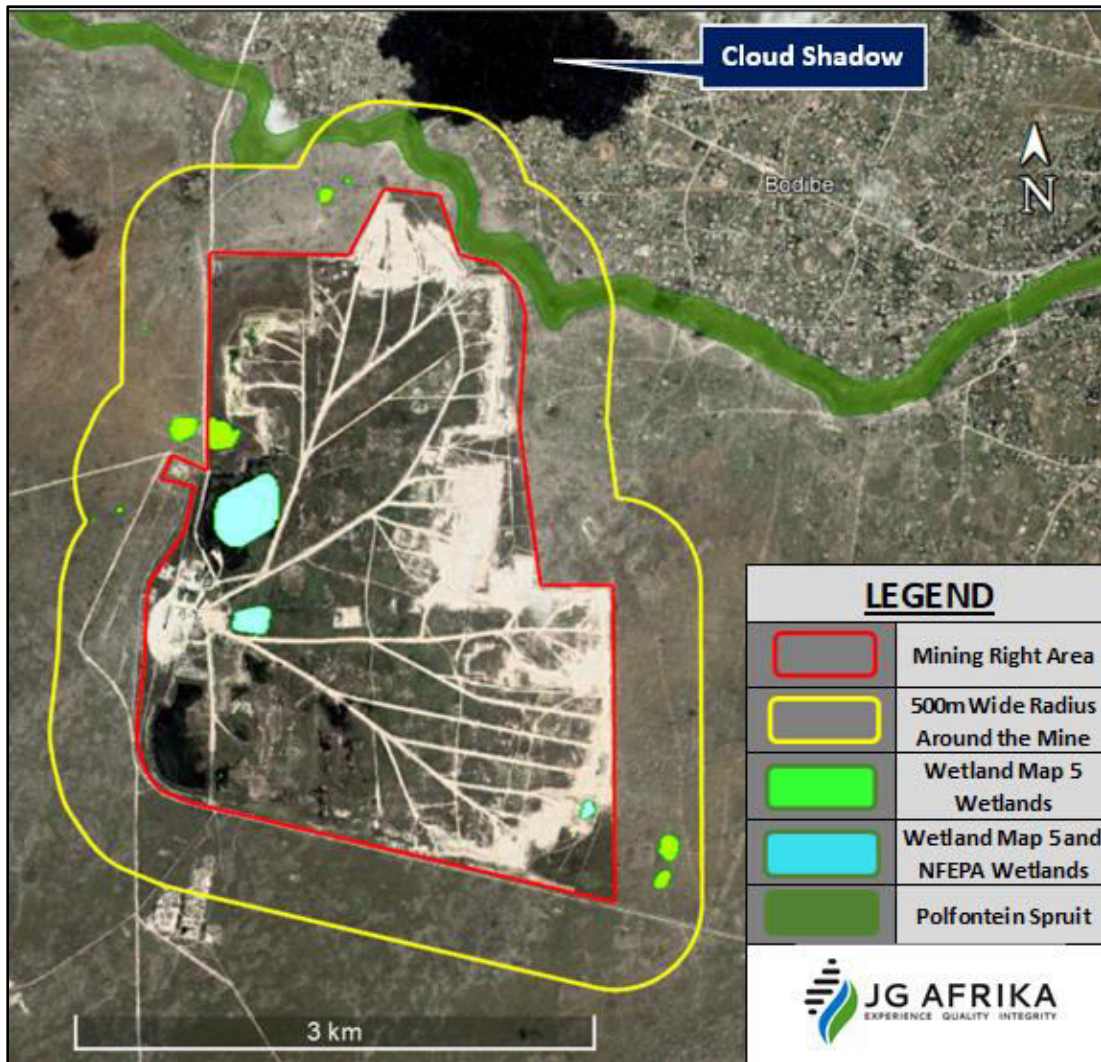 Cloud Shadow
Bodibe
N
LEGEND
Mining Right Area
500m Wide Radius
Around the Mine
Wetland Map 5
Wetlands
Wetland Map 5 and
NFEPA Wetlands
Polfontein Spruit
JG AFRIKA
EXPERIENCE QUALITY INTEGRITY
3 km